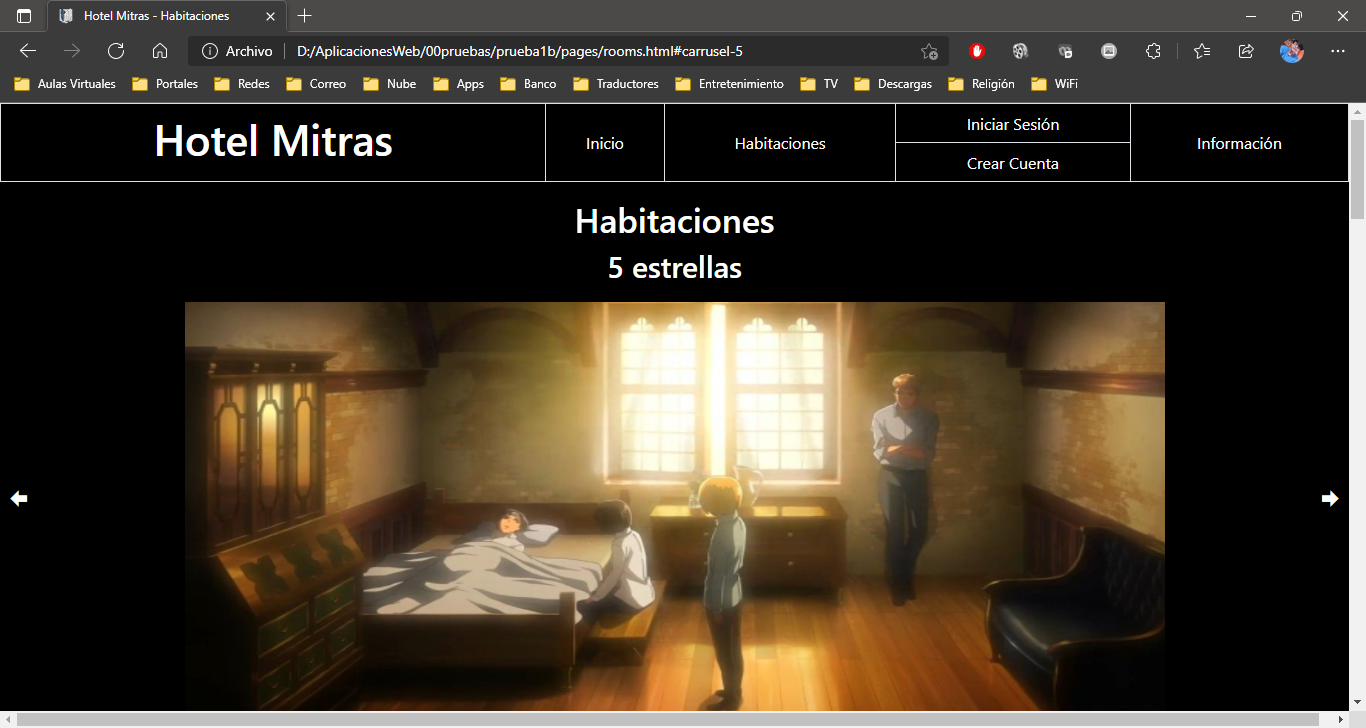 Hotel Mitras - Habitaciones
Archivo D:/AplicacionesWeb/00pruebas/prueba1b/pages/rooms.html#carrusel-5
Aulas Virtuales Portales Redes Correo Nube Apps Banco Traductores Entretenimiento TV Descargas Religión WiFi
Hotel Mitras
Inicio
Habitaciones
Iniciar Sesión
Crear Cuenta
Información
Habitaciones
5 estrellas